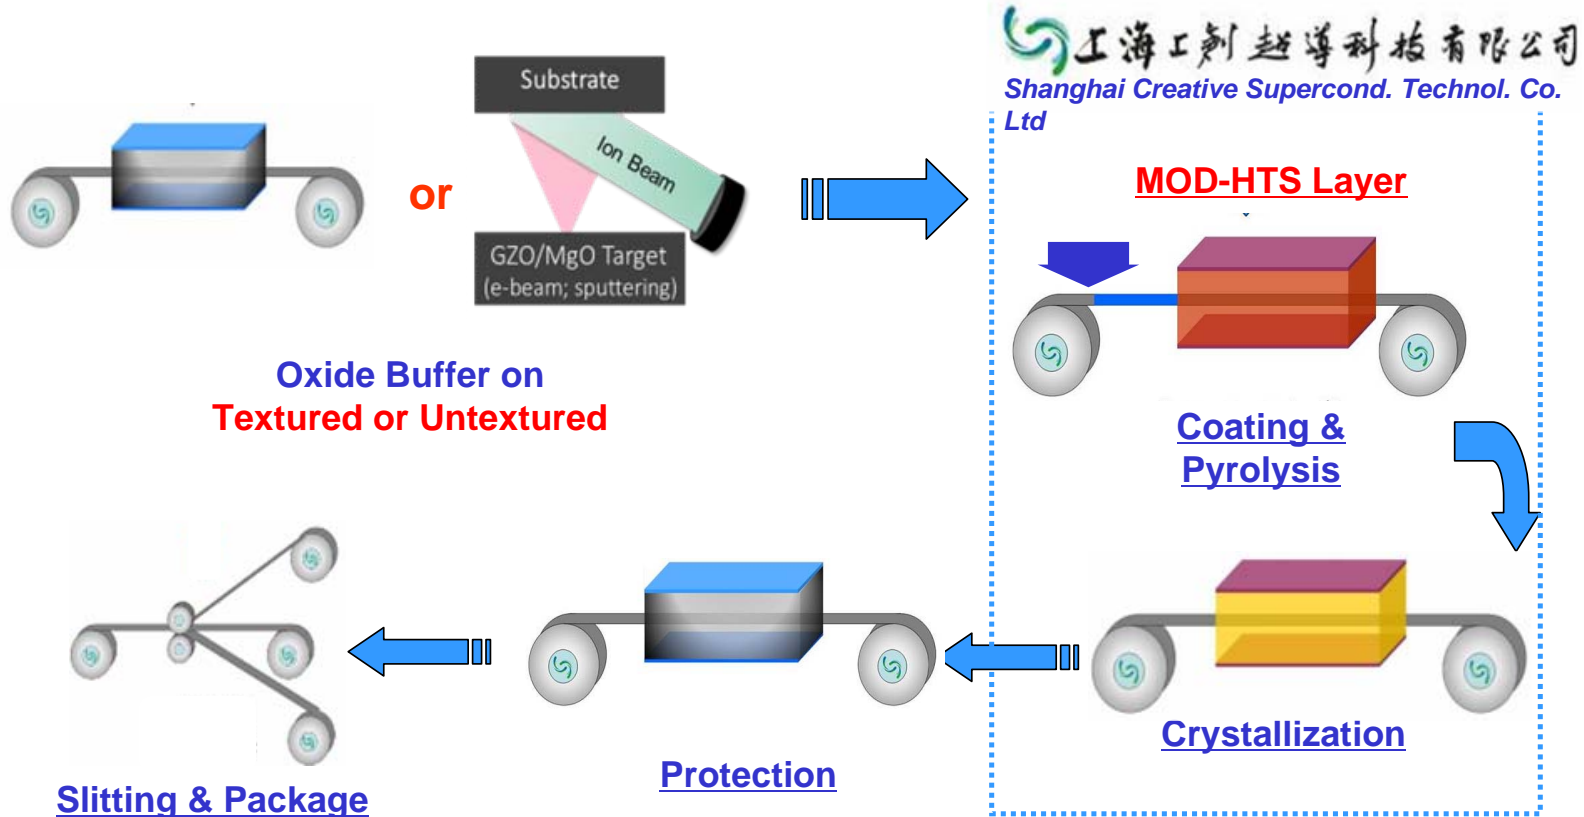 上海上创超导科技有限公司
Shanghai Creative Supercond. Technol. Co.
Ltd
Substrate
Ion Beam
or
GZO/MgO Target
(e-beam; sputtering)
Oxide Buffer on
Textured or Untextured
MOD-HTS Layer
Coating &
Pyrolysis
Crystallization
Protection
Slitting & Package